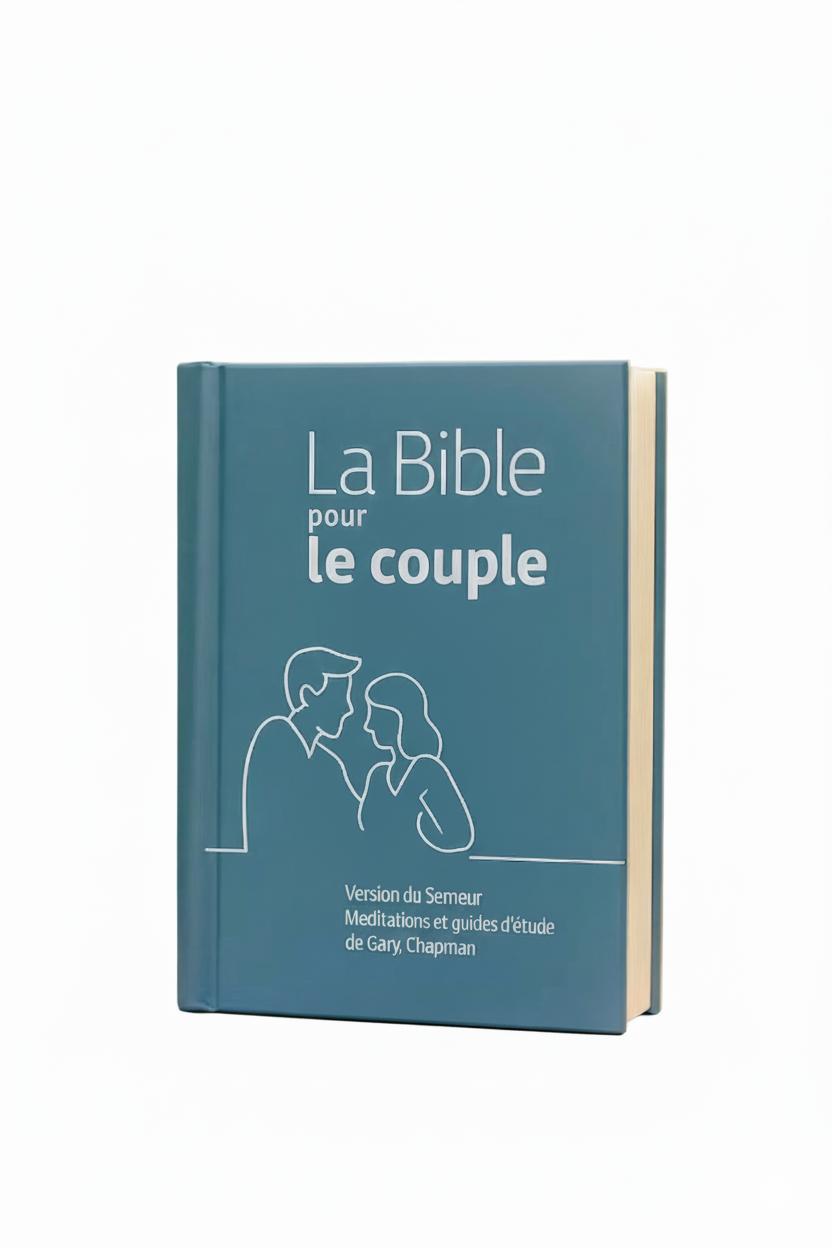 La Bible
pour
le couple
Version du Semeur
Meditations et guides d'étude
de Gary, Chapman